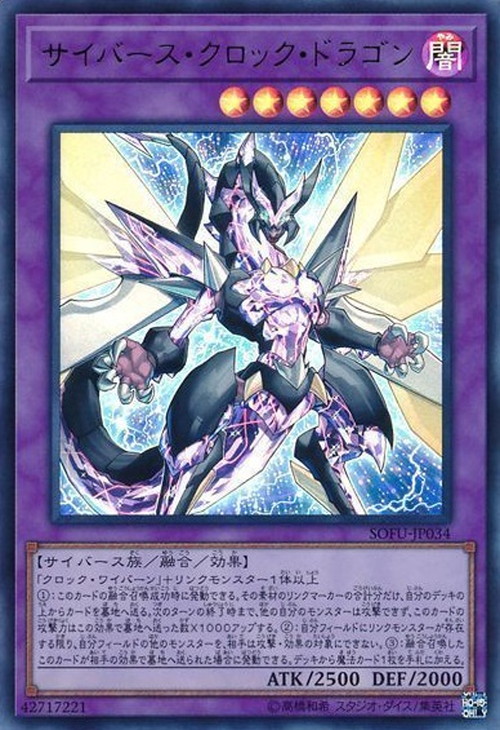 サイバース・クロック・ドラゴン
闇
やみ
SOFU-JP034
【サイバース族/融合/効果】
「クロック・ワイバーン」+リンクモンスター1体以上
①:このカードの融合召喚成功時に発動できる。その素材のリンクマーカーの合計分だけ、自分のデッキの
上からカードを墓地へ送る。次のターンの終了時まで、他の自分のモンスターは攻撃できず、このカードの
攻撃力はこの効果で墓地へ送った数×1000アップする。②:自分フィールドにリンクモンスターが存在
する限り、自分フィールドの他のモンスターを、相手は攻撃・効果の対象にできない。③:融合召喚した
このカードが相手の効果で墓地へ送られた場合に発動できる。デッキから魔法カード1枚を手札に加える。
ATK/2500 DEF/2000
42717221
©高橋和希 スタジオ・ダイス/集英社